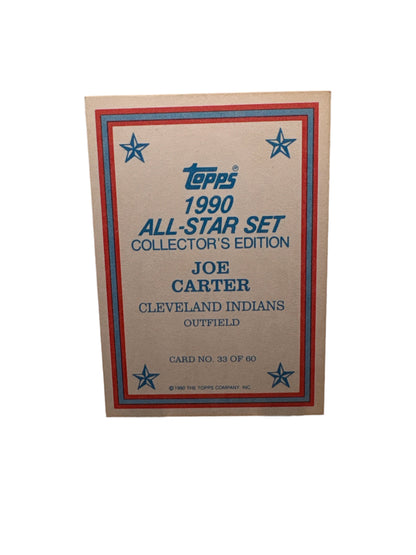 Topps®
1990
ALL-STAR SET
COLLECTOR'S EDITION
JOE
CARTER
CLEVELAND INDIANS
OUTFIELD
CARD NO. 33 OF 60
© 1990 THE TOPPS COMPANY, INC.